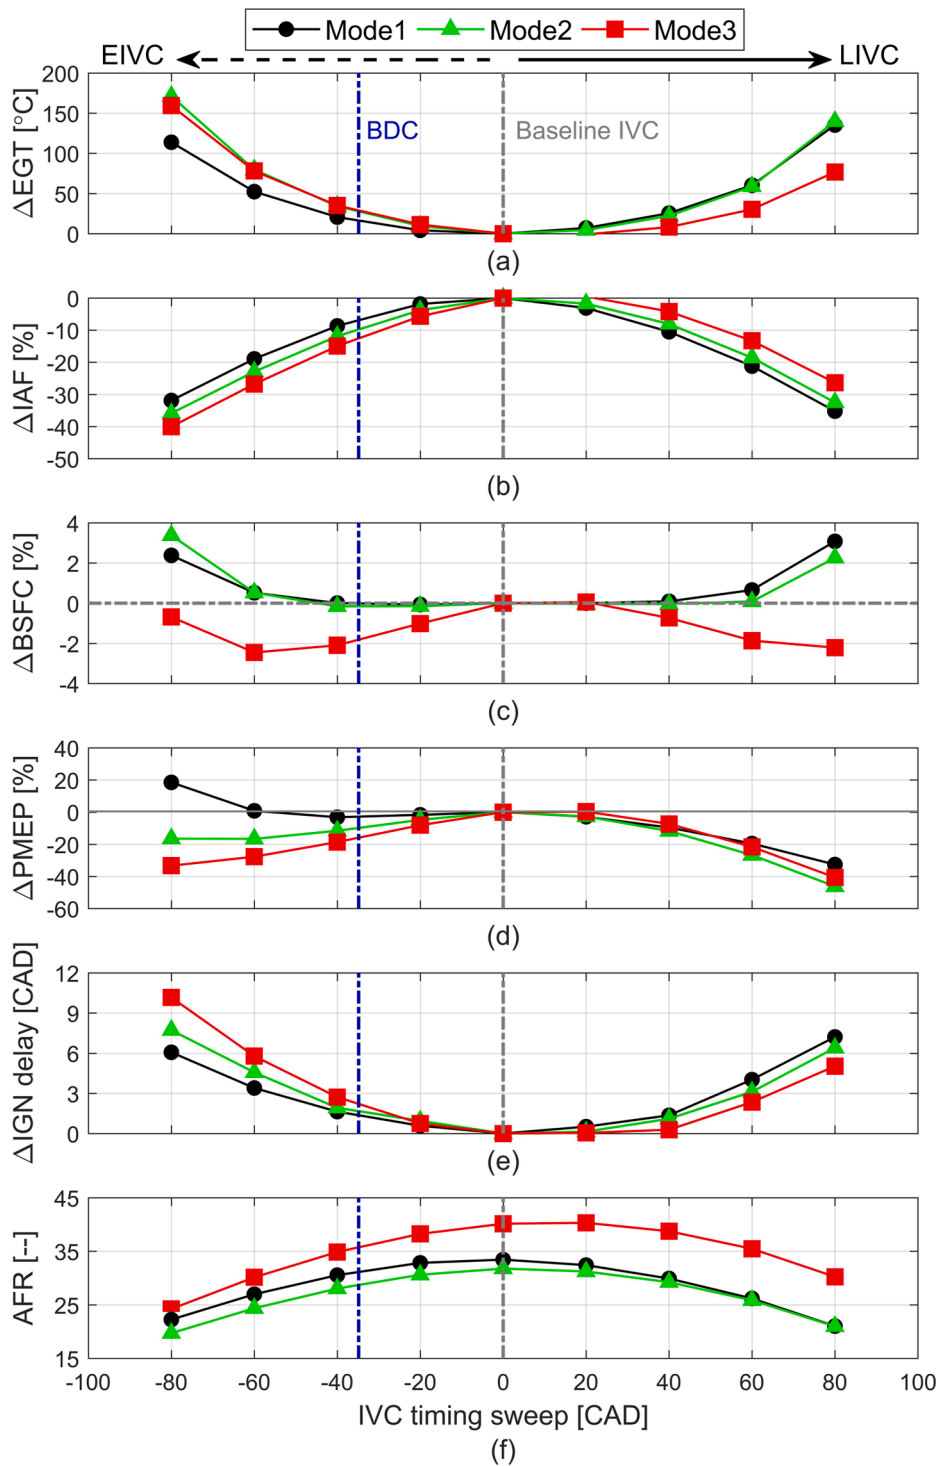 Mode1 Mode2 Mode3
EIVC LIVC
200
150
100
50
0
ΔEGT [°C]
BDC
Baseline IVC
(a)
0
-10
-20
-30
-40
-50
ΔIAF [%]
(b)
4
2
0
-2
-4
ΔBSFC [%]
(c)
40
20
0
-20
-40
-60
ΔPMEP [%]
(d)
12
9
6
3
0
ΔIGN delay [CAD]
(e)
45
35
25
15
AFR [--]
-100 -80 -60 -40 -20 0 20 40 60 80 100
IVC timing sweep [CAD]
(f)